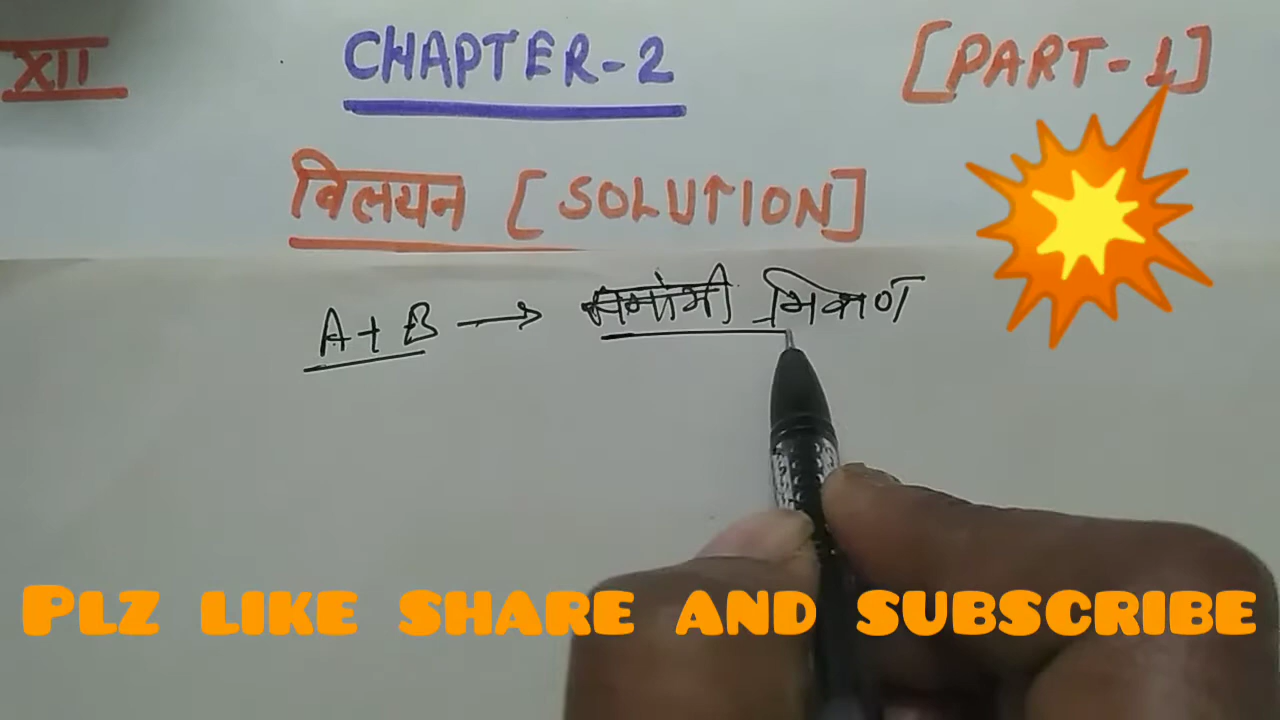 XII CHAPTER-2 [PART-1]
विलयन [SOLUTION]
A+B → समांगी मिश्रण
PLZ LIKE SHARE AND SUBSCRIBE